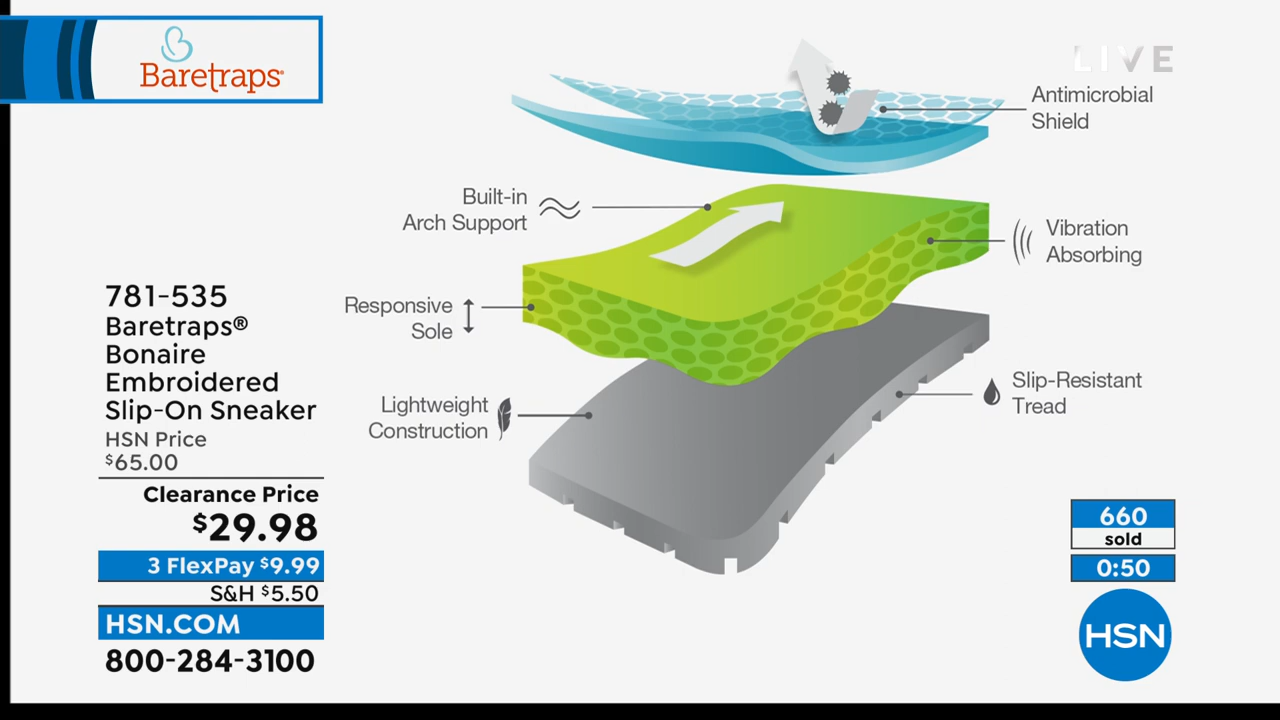 Baretraps®
LIVE
Antimicrobial
Shield
Built-in
Arch Support
Vibration
Absorbing
Responsive
Sole
Lightweight
Construction
Slip-Resistant
Tread
781-535
Baretraps®
Bonaire
Embroidered
Slip-On Sneaker
HSN Price
$65.00
Clearance Price
$29.98
3 FlexPay $9.99
S&H $5.50
HSN.COM
800-284-3100
660
sold
0:50
HSN